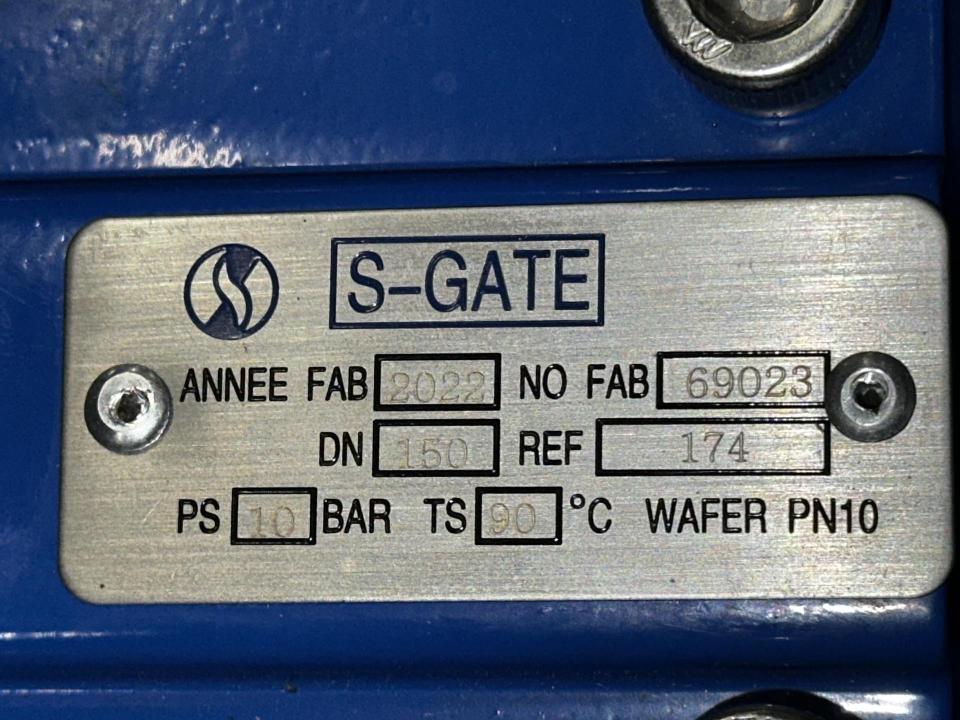 S-GATE
ANNEE FAB 2022 NO FAB 69023
DN 150 REF 174
PS 10 BAR TS 90 °C WAFER PN10